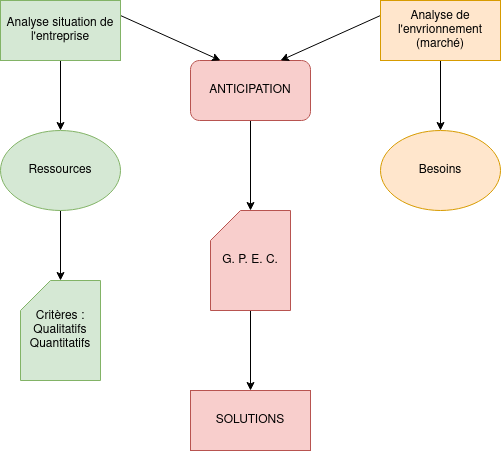 Analyse situation de
l'entreprise
Analyse de
l'envrionnement
(marché)
ANTICIPATION
Ressources
Besoins
G. P. E. C.
Critères :
Qualitatifs
Quantitatifs
SOLUTIONS